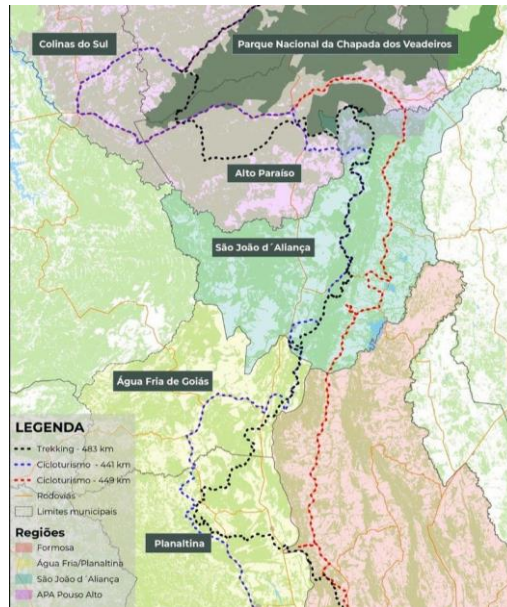 Colinas do Sul
Parque Nacional da Chapada dos Veadeiros
Alto Paraíso
São João d´Aliança
Água Fria de Goiás
LEGENDA
Trekking - 483 km
Cicloturismo - 441 km
Cicloturismo - 449 km
Rodovias
Limites municipais
Planaltina
Regiões
Formosa
Água Fria/Planaltina
São João d´Aliança
APA Pouso Alto